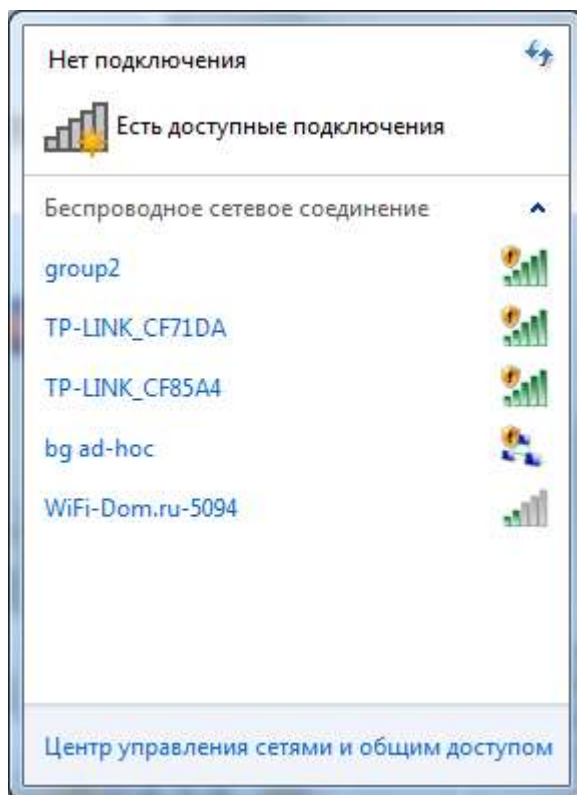 Нет подключения
Есть доступные подключения
Беспроводное сетевое соединение
group2
TP-LINK_CF71DA
TP-LINK_CF85A4
bg ad-hoc
WiFi-Dom.ru-5094
Центр управления сетями и общим доступом